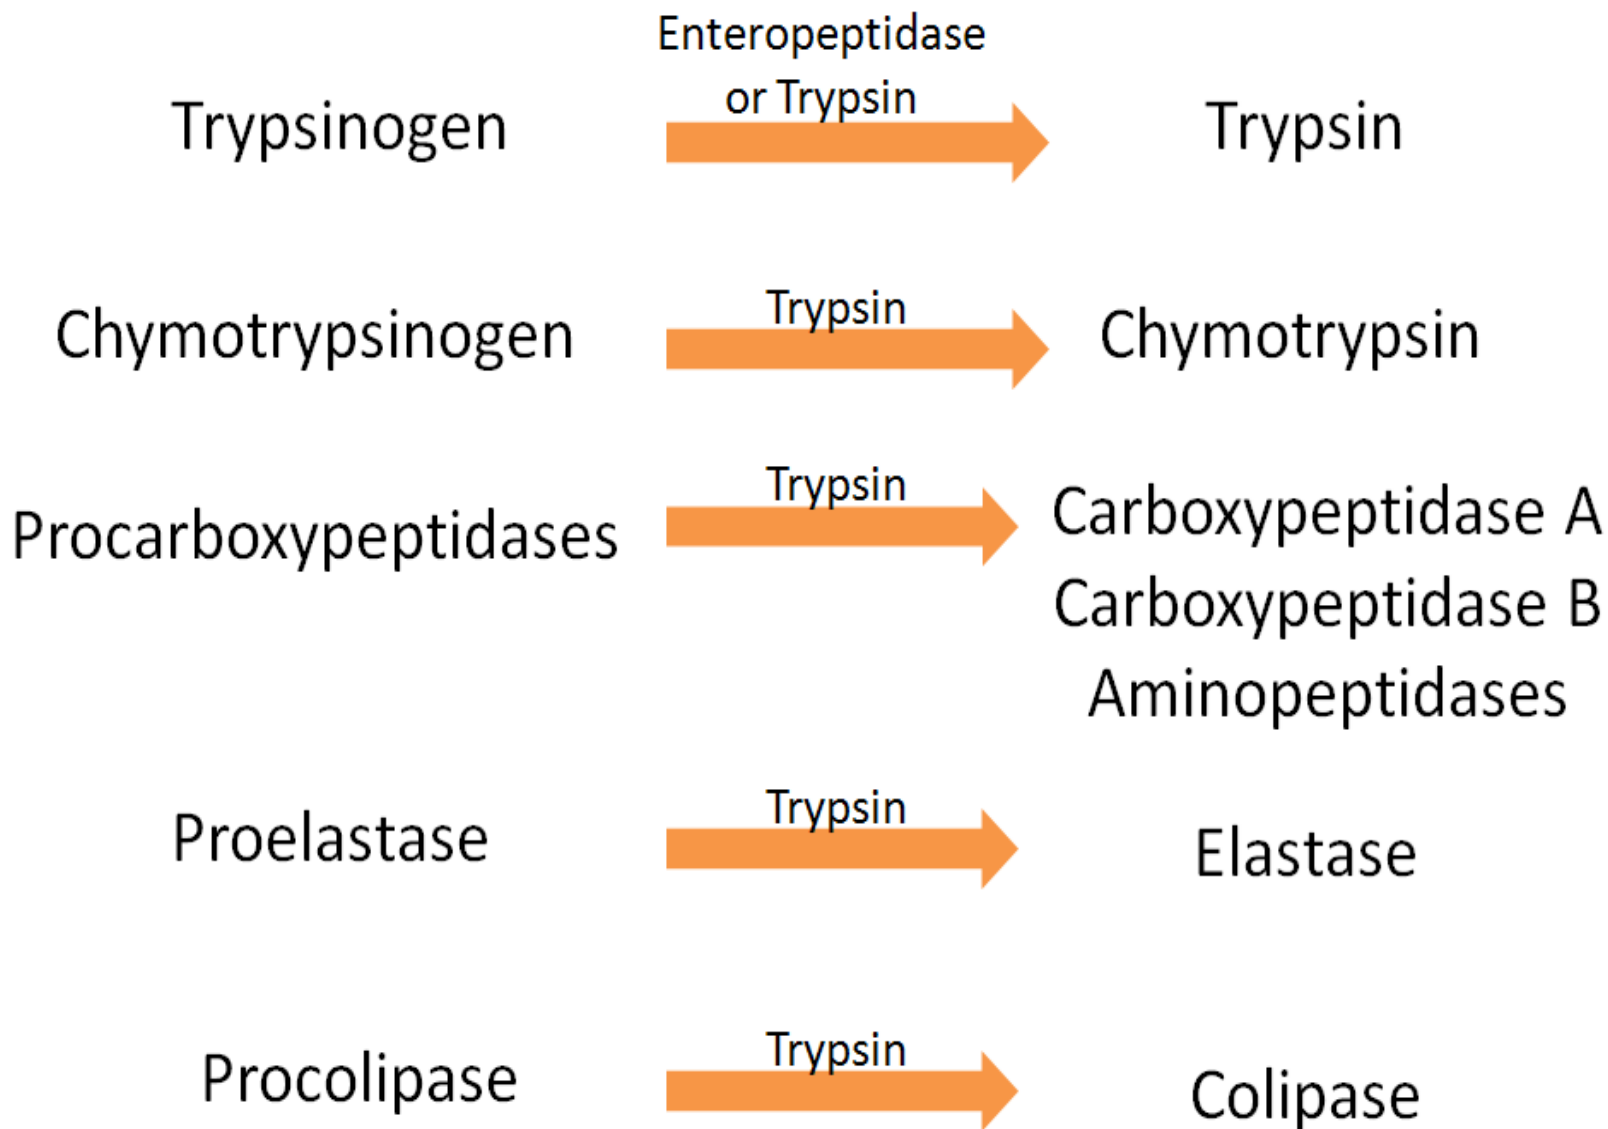 Enteropeptidase
or Trypsin
Trypsinogen
Trypsin
Trypsin
Chymotrypsinogen
Chymotrypsin
Trypsin
Procarboxypeptidases
Carboxypeptidase A
Carboxypeptidase B
Aminopeptidases
Trypsin
Proelastase
Elastase
Trypsin
Procolipase
Colipase